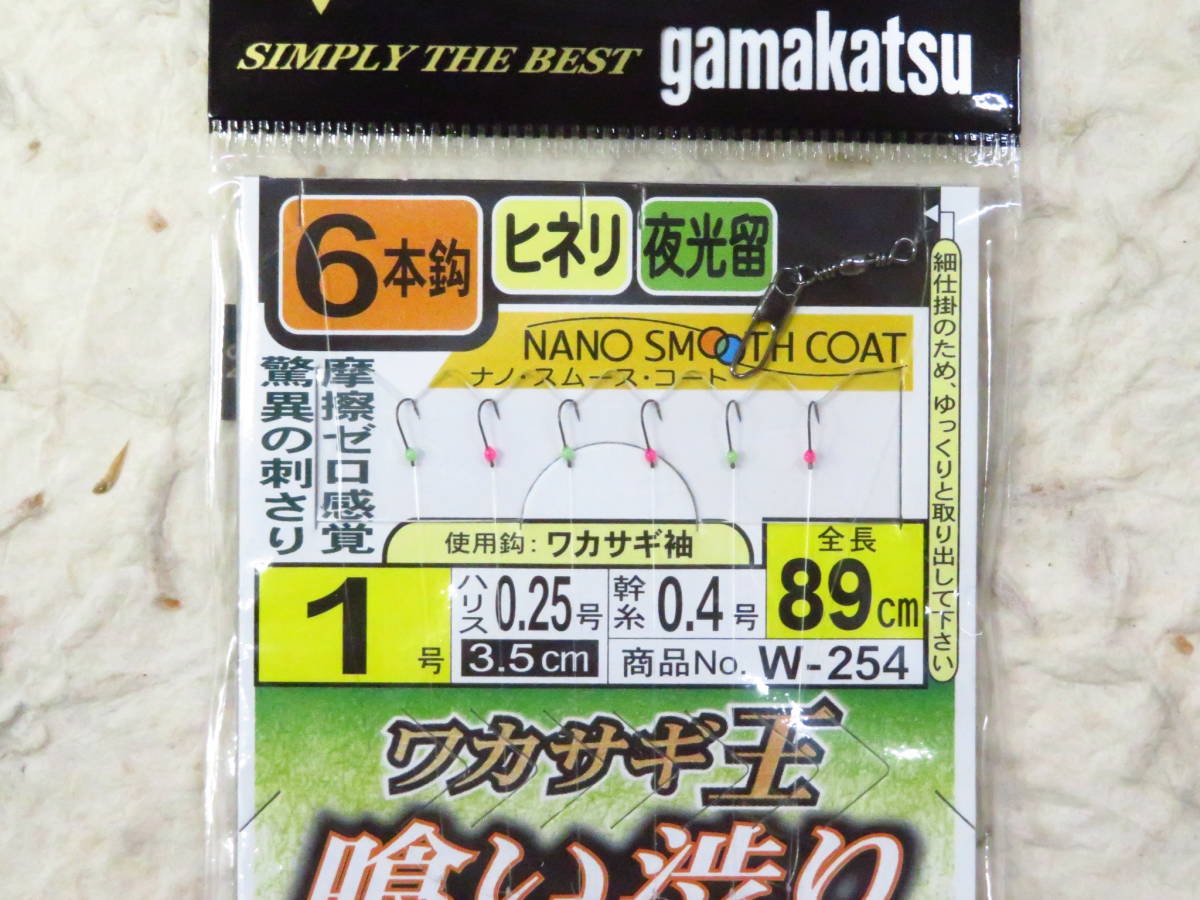 SIMPLY THE BEST
gamakatsu
6本鈎
ヒネリ
夜光留
NANO SMOOTH COAT
ナノ・スムース・コート
摩擦ゼロ感覚
驚異の刺さり
細仕掛のため、ゆっくりと取り出して下さい
使用鈎：ワカサギ袖
全長
89cm
1号
ハリス 0.25号
3.5cm
幹糸 0.4号
商品No. W-254
ワカサギ王
喰い渋り